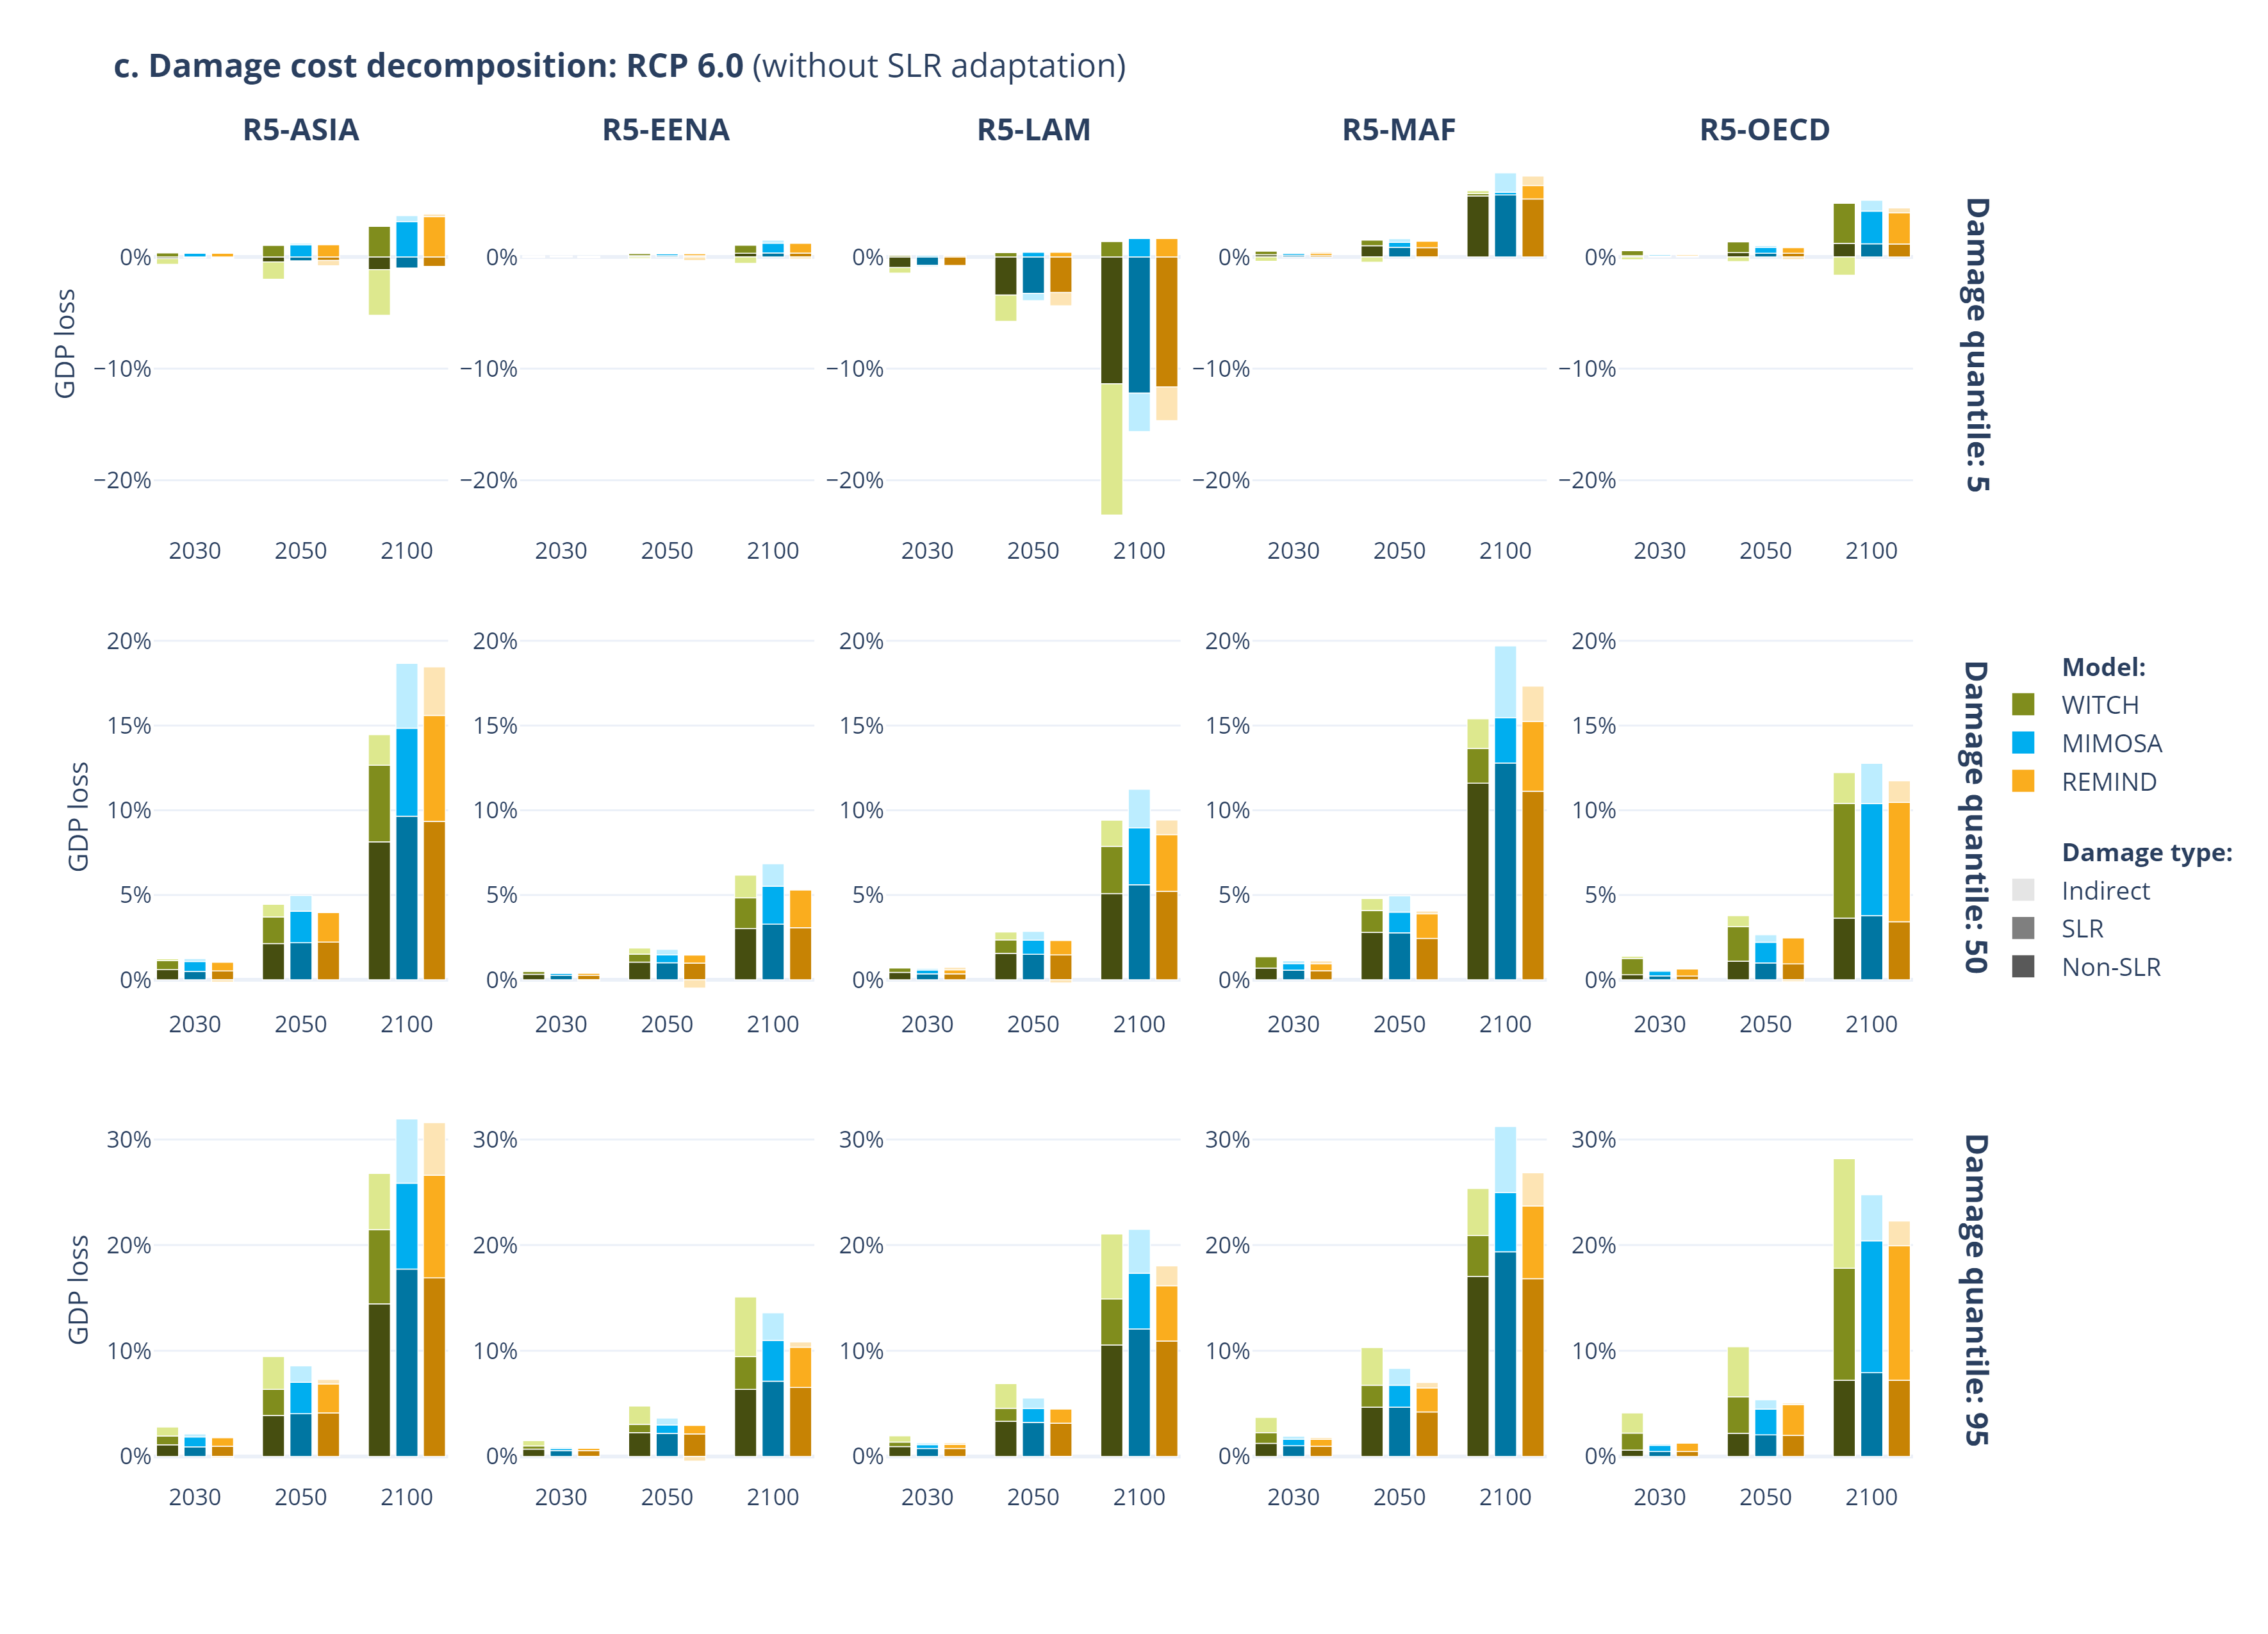 c. Damage cost decomposition: RCP 6.0 (without SLR adaptation)
R5-ASIA R5-EENA R5-LAM R5-MAF R5-OECD
0% 0% 0% 0% 0%
−10% −10% −10% −10% −10%
−20% −20% −20% −20% −20%
GDP loss
2030 2050 2100 2030 2050 2100 2030 2050 2100 2030 2050 2100 2030 2050 2100
Damage quantile: 5
20% 20% 20% 20% 20%
15% 15% 15% 15% 15%
10% 10% 10% 10% 10%
5% 5% 5% 5% 5%
0% 0% 0% 0% 0%
GDP loss
2030 2050 2100 2030 2050 2100 2030 2050 2100 2030 2050 2100 2030 2050 2100
Damage quantile: 50
Model:
WITCH
MIMOSA
REMIND
Damage type:
Indirect
SLR
Non-SLR
30% 30% 30% 30% 30%
20% 20% 20% 20% 20%
10% 10% 10% 10% 10%
0% 0% 0% 0% 0%
GDP loss
2030 2050 2100 2030 2050 2100 2030 2050 2100 2030 2050 2100 2030 2050 2100
Damage quantile: 95